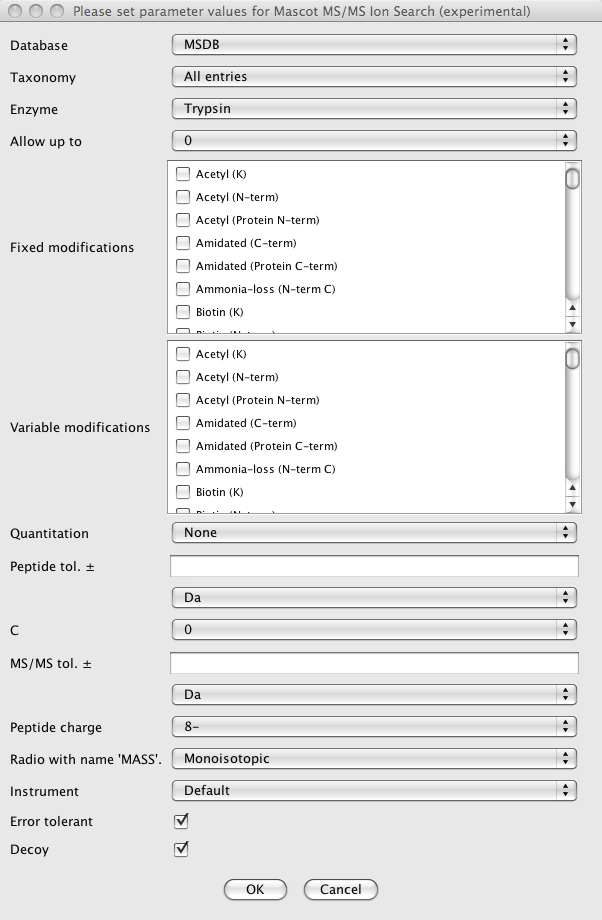 Please set parameter values for Mascot MS/MS Ion Search (experimental)
Database MSDB
Taxonomy All entries
Enzyme Trypsin
Allow up to 0
Fixed modifications
Acetyl (K)
Acetyl (N-term)
Acetyl (Protein N-term)
Amidated (C-term)
Amidated (Protein C-term)
Ammonia-loss (N-term C)
Biotin (K)
Variable modifications
Acetyl (K)
Acetyl (N-term)
Acetyl (Protein N-term)
Amidated (C-term)
Amidated (Protein C-term)
Ammonia-loss (N-term C)
Biotin (K)
Quantitation None
Peptide tol. ±
Da
C 0
MS/MS tol. ±
Da
Peptide charge 8-
Radio with name 'MASS'. Monoisotopic
Instrument Default
Error tolerant
Decoy
OK Cancel